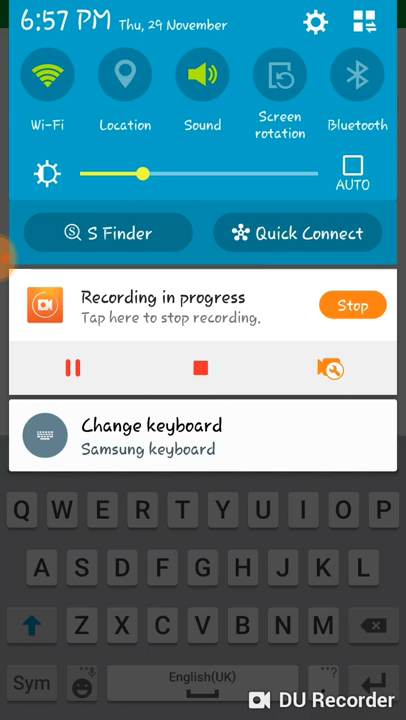 6:57 PM Thu, 29 November
Wi-Fi
Location
Sound
Screen
rotation
Bluetooth
AUTO
S Finder
Quick Connect
Recording in progress
Tap here to stop recording.
Stop
Change keyboard
Samsung keyboard
Q W E R T Y U I O P
A S D F G H J K L
Z X C V B N M
Sym
English(UK)
.
,,?
DU Recorder